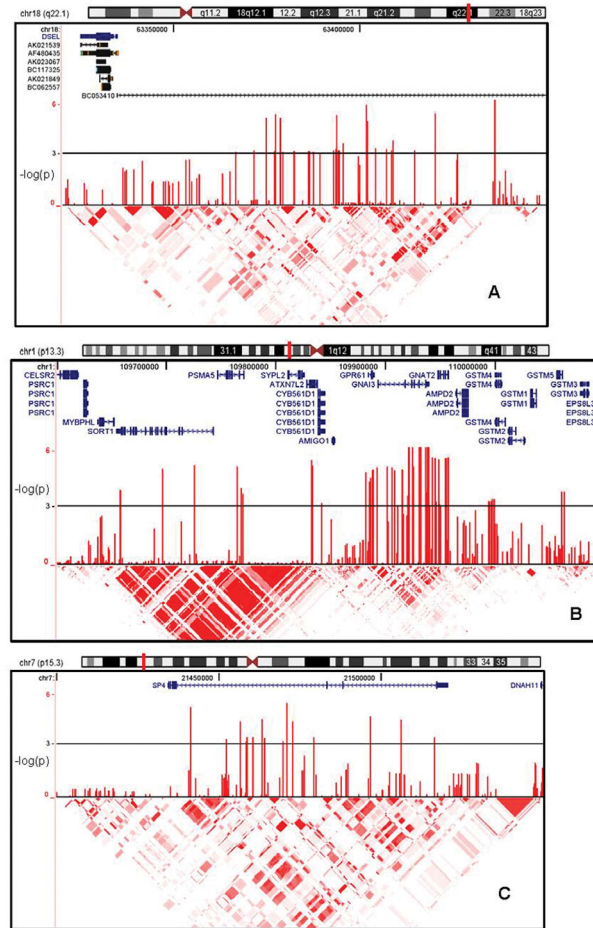 chr18 (q22.1) q11.2 18q12.1 12.2 q12.3 21.1 q21.2 q22.1 22.3 18q23
chr18: 63350000 63400000
DSEL
AK021539
AF480435
AK023067
BC117325
AK021849
BC062557
BC053410
6
3
-log(p)
0
A
chr1 (p13.3) 31.1 1q12 q41 43
chr1: 109700000 109800000 109900000 110000000
CELSR2 PSMA5 SYPL2 GPR61 GNAT2 GSTM4 GSTM5
PSRC1 ATXN7L2 GNAI3 GSTM4 GSTM3
PSRC1 CYB561D1 AMPD2 GSTM1 GSTM3
PSRC1 CYB561D1 AMPD2 GSTM1 EPS8L3
PSRC1 CYB561D1 AMPD2 EPS8L3
MYBPHL CYB561D1 GSTM4 EPS8L3
SORT1 CYB561D1 GSTM2
AMIGO1 GSTM2
6
3
-log(p)
0
B
chr7 (p15.3) 33 34 35
chr7: 21450000 21500000
SP4 DNAH11
6
3
-log(p)
0
C